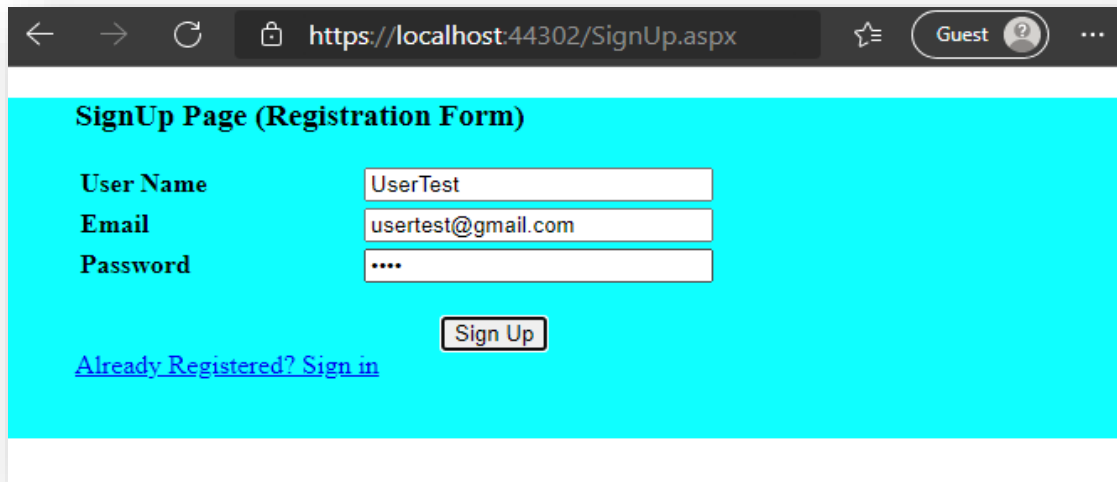 https://localhost:44302/SignUp.aspx
Guest
SignUp Page (Registration Form)
User Name UserTest
Email usertest@gmail.com
Password ••••
Sign Up
Already Registered? Sign in